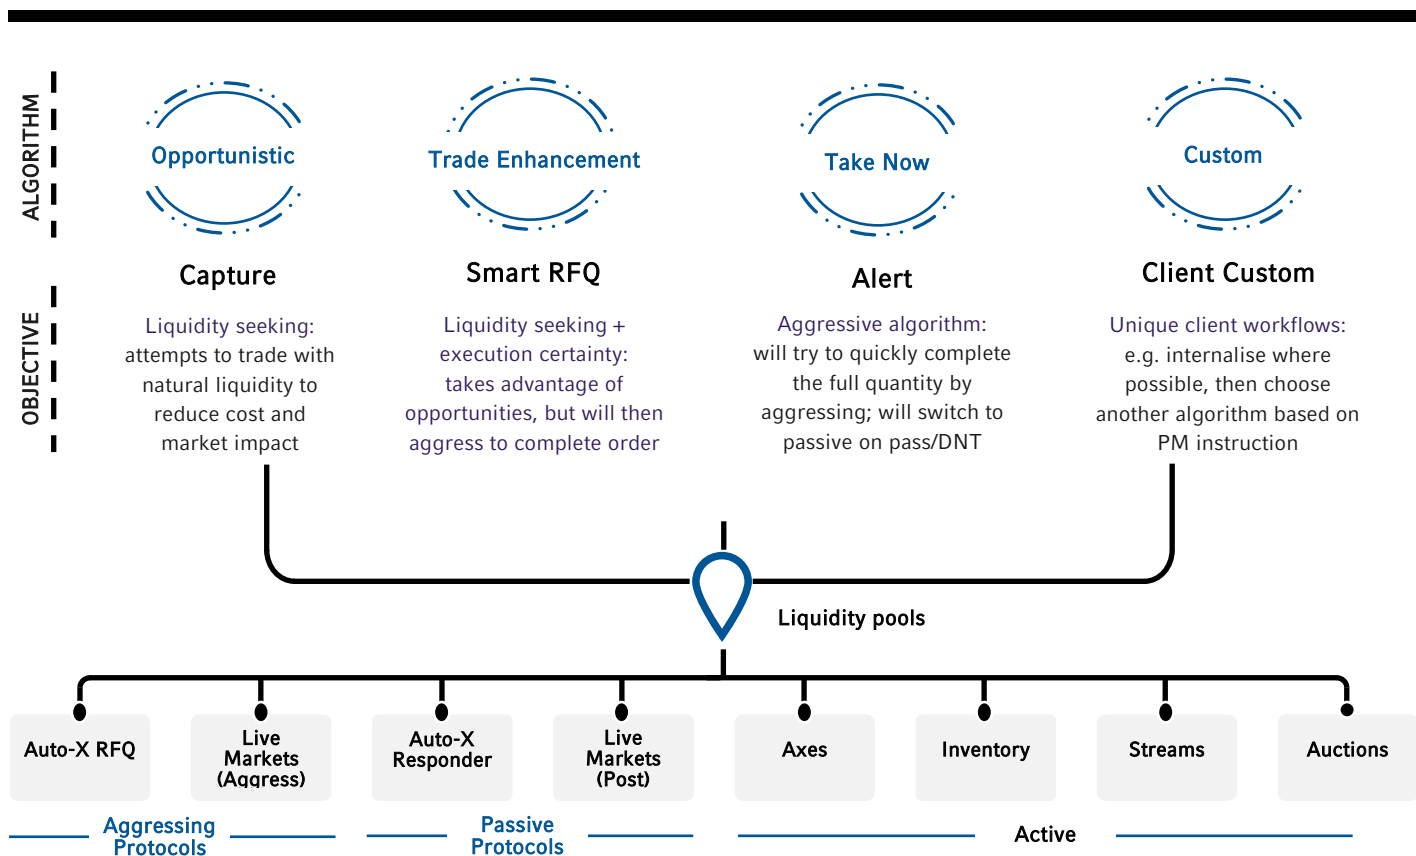 ALGORITHM
Opportunistic
Trade Enhancement
Take Now
Custom
Capture
Smart RFQ
Alert
Client Custom
OBJECTIVE
Liquidity seeking:
attempts to trade with
natural liquidity to
reduce cost and
market impact
Liquidity seeking +
execution certainty:
takes advantage of
opportunities, but will then
aggress to complete order
Aggressive algorithm:
will try to quickly complete
the full quantity by
aggressing; will switch to
passive on pass/DNT
Unique client workflows:
e.g. internalise where
possible, then choose
another algorithm based on
PM instruction
Liquidity pools
Auto-X RFQ
Live
Markets
(Aggress)
Auto-X
Responder
Live
Markets
(Post)
Axes
Inventory
Streams
Auctions
Aggressing
Protocols
Passive
Protocols
Active